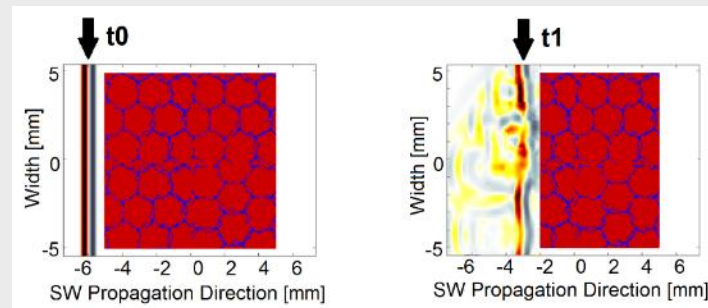 t0
5
0
-5
Width [mm]
-6 -4 -2 0 2 4 6
SW Propagation Direction [mm]
t1
5
0
-5
Width [mm]
-6 -4 -2 0 2 4 6
SW Propagation Direction [mm]